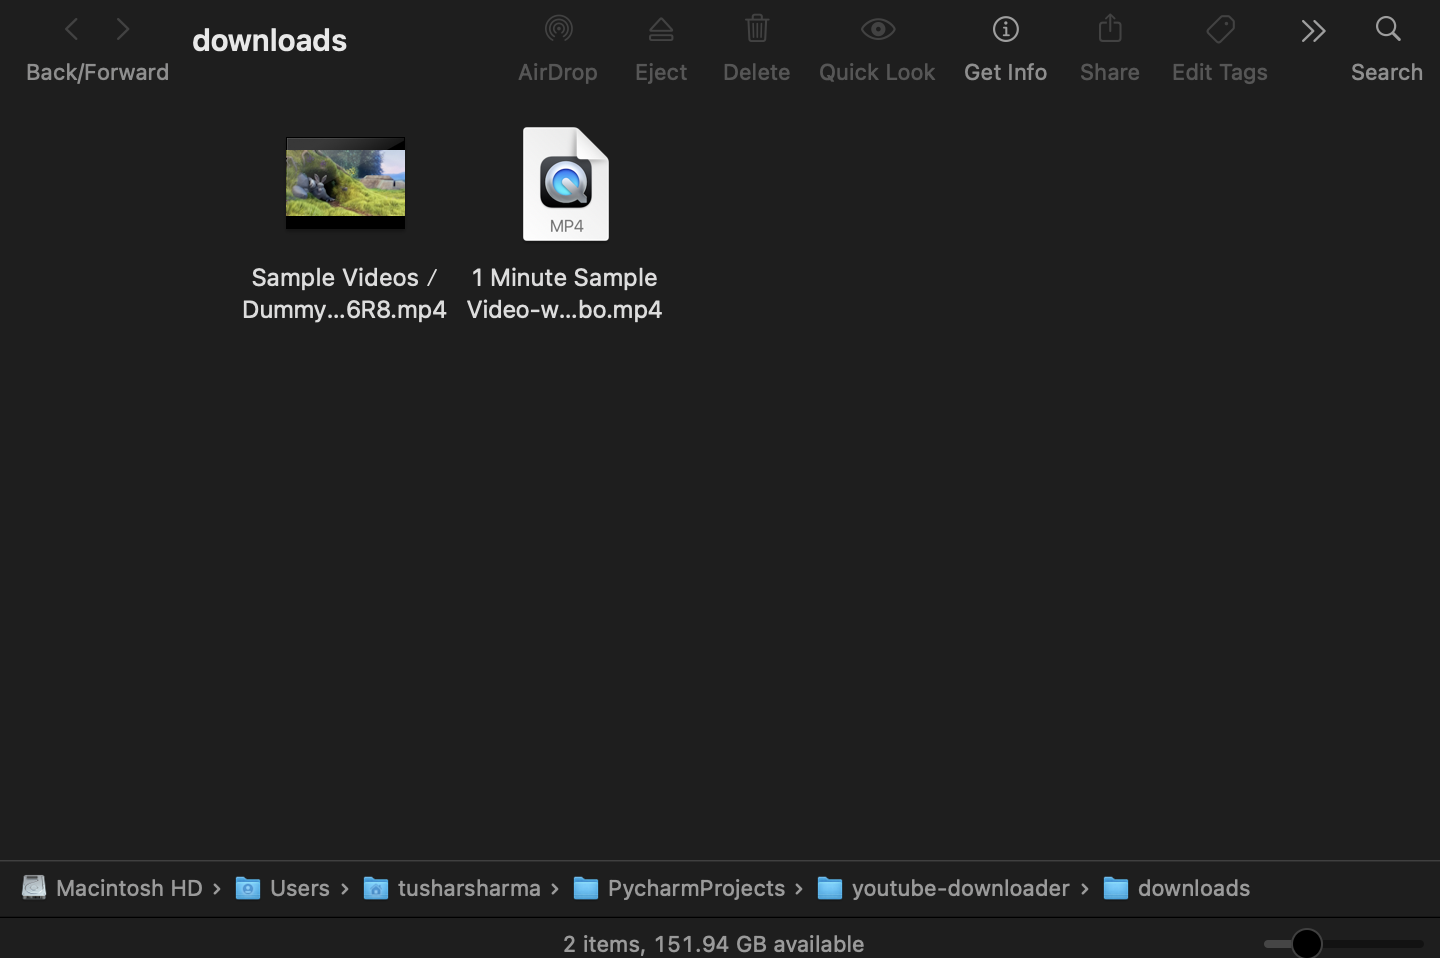 downloads
Back/Forward
AirDrop
Eject
Delete
Quick Look
Get Info
Share
Edit Tags
Search
MP4
Sample Videos /
Dummy...6R8.mp4
1 Minute Sample
Video-w...bo.mp4
Macintosh HD › Users › tusharsharma › PycharmProjects › youtube-downloader › downloads
2 items, 151.94 GB available